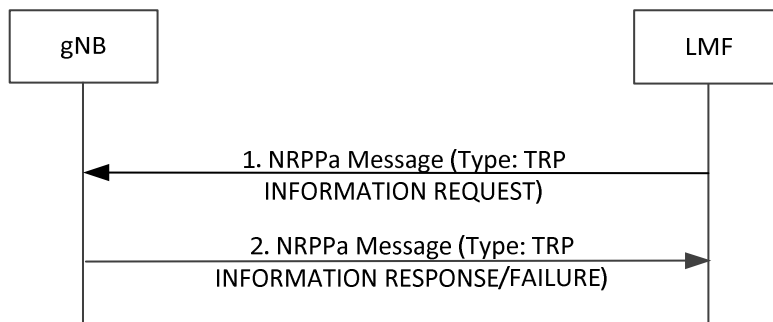 gNB
LMF
1. NRPPa Message (Type: TRP
INFORMATION REQUEST)
2. NRPPa Message (Type: TRP
INFORMATION RESPONSE/FAILURE)